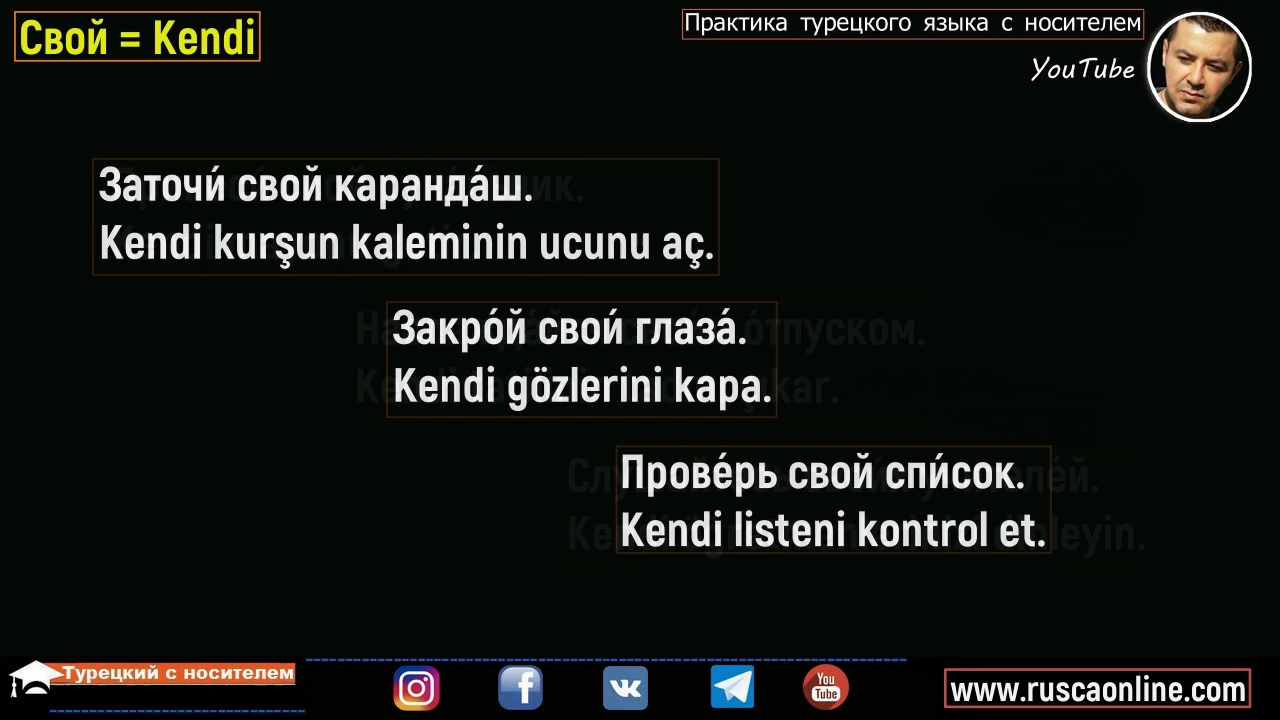 Свой = Kendi
Практика турецкого языка с носителем
YouTube
Заточи́ свой каранда́ш.
Kendi kurşun kaleminin ucunu aç.
Закро́й свои́ глаза́.
Kendi gözlerini kapa.
Прове́рь свой спи́сок.
Kendi listeni kontrol et.
Турецкий с носителем
You
Tube
www.ruscaonline.com